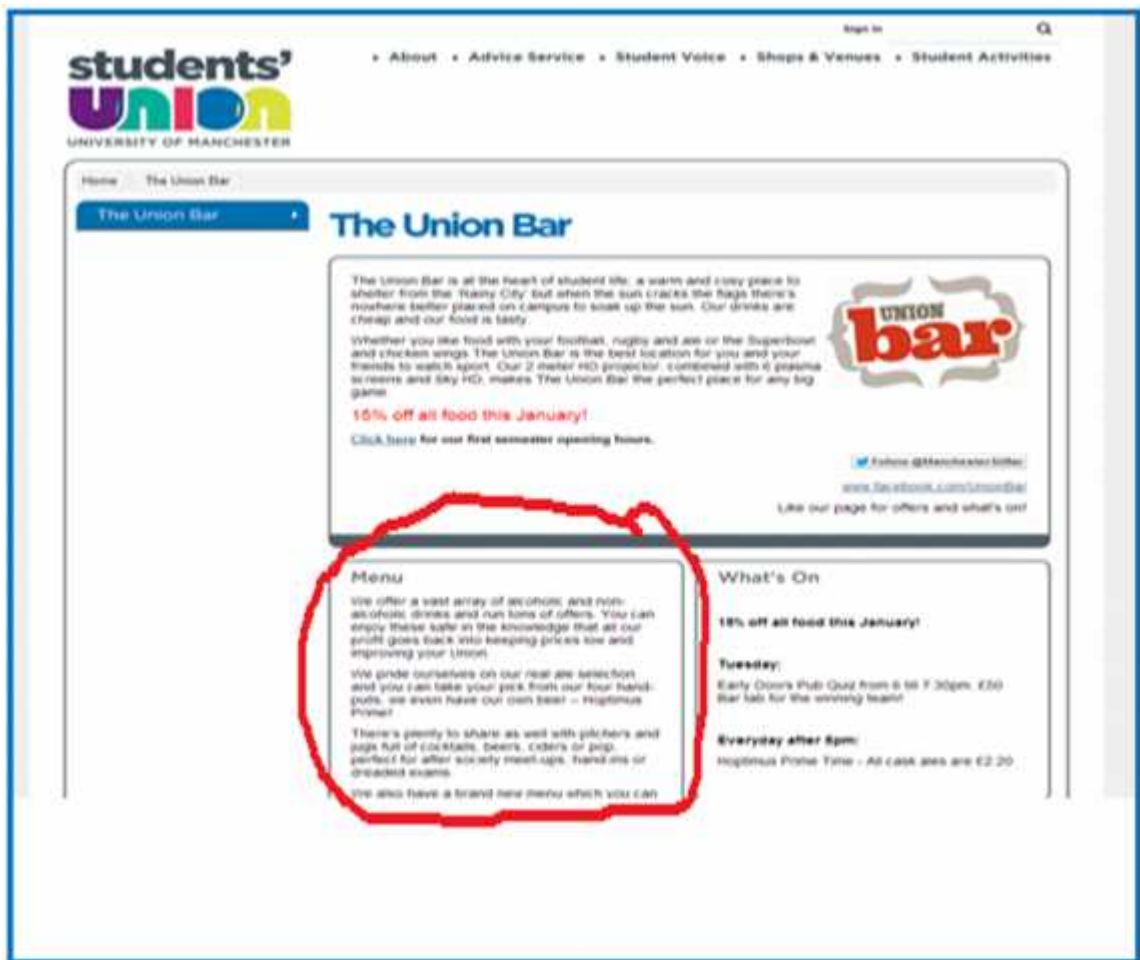 Sign in
students'
union
UNIVERSITY OF MANCHESTER
• About • Advice Service • Student Voice • Shops & Venues • Student Activities
Home The Union Bar
The Union Bar
The Union Bar
The Union Bar is at the heart of student life, a warm and cosy place to
shelter from the 'Rainy City' but when the sun cracks the flags there's
nowhere better placed on campus to soak up the sun. Our drinks are
cheap and our food is tasty.
Whether you like food with your football, rugby and ale or the Superbowl
and chicken wings The Union Bar is the best location for you and your
friends to watch sport. Our 2 meter HD projector, combined with 6 plasma
screens and Sky HD, makes The Union Bar the perfect place for any big
game.
UNION
bar
15% off all food this January!
Click here for our first semester opening hours.
Follow
www.facebook.com/UnionBar
Like our page for offers and what's on!
Menu
We offer a vast array of alcoholic and non-
alcoholic drinks and run tons of offers. You can
enjoy these safe in the knowledge that all our
profit goes back into keeping prices low and
improving your Union.
We pride ourselves on our real ale selection
and you can take your pick from our four hand-
pulls, we even have our own beer – Hoptimus
Prime!
There's plenty to share as well with pitchers and
jugs full of cocktails, beers, ciders or pop,
perfect for after society meet-ups, hand-ins or
dreaded exams.
We also have a brand new menu which you can
What's On
15% off all food this January!
Tuesday:
Early Doors Pub Quiz from 6 till 7.30pm. £50
Bar tab for the winning team!
Everyday after 5pm:
Hoptimus Prime Time - All cask ales are £2.20